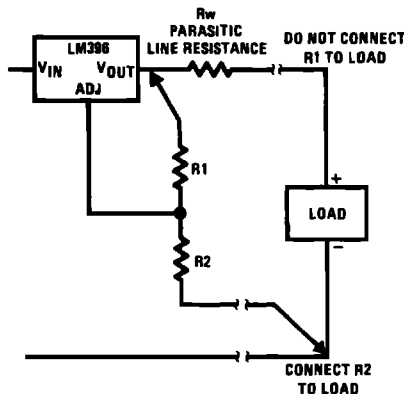 Rw
PARASITIC
LINE RESISTANCE
DO NOT CONNECT
R1 TO LOAD
LM396
VIN
VOUT
ADJ
R1
+
LOAD
−
R2
CONNECT R2
TO LOAD